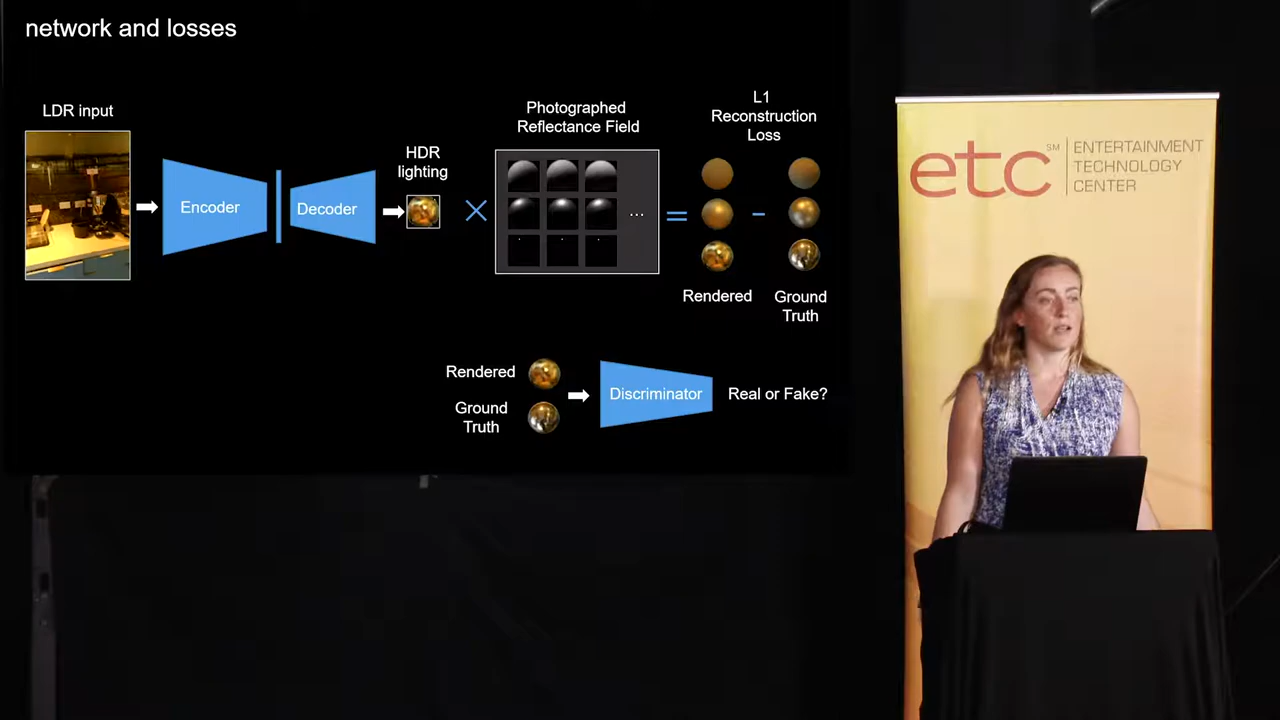 network and losses
LDR input
Encoder
Decoder
HDR
lighting
Photographed
Reflectance Field
...
L1
Reconstruction
Loss
Rendered
Ground
Truth
Rendered
Ground
Truth
Discriminator
Real or Fake?
etc SM
ENTERTAINMENT
TECHNOLOGY
CENTER